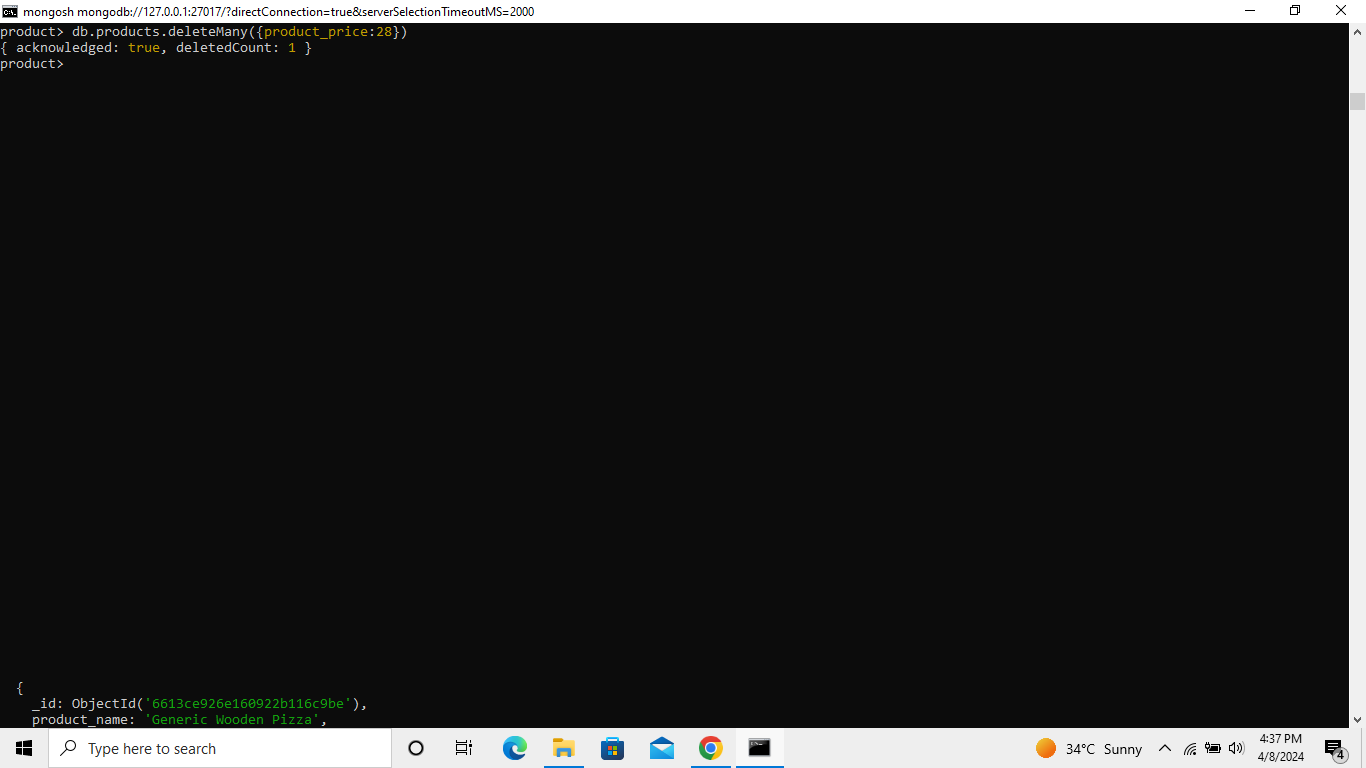 mongosh mongodb://127.0.0.1:27017/?directConnection=true&serverSelectionTimeoutMS=2000
product> db.products.deleteMany({product_price:28})
{ acknowledged: true, deletedCount: 1 }
product>
{
_id: ObjectId('6613ce926e160922b116c9be'),
product_name: 'Generic Wooden Pizza',
Type here to search
34°C Sunny
4:37 PM
4/8/2024
4